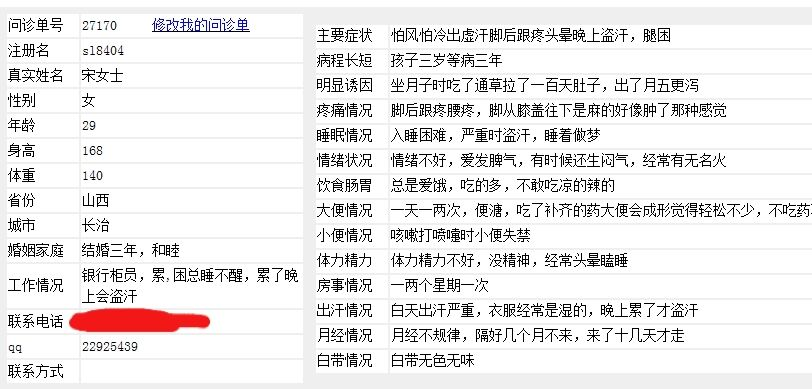 问诊单号 27170 修改我的问诊单
注册名 s18404
真实姓名 宋女士
性别 女
年龄 29
身高 168
体重 140
省份 山西
城市 长冶
婚姻家庭 结婚三年，和睦
工作情况 银行柜员，累,困总睡不醒，累了晚
上会盗汗
联系电话
qq 22925439
联系方式
主要症状 怕风怕冷出虚汗脚后跟疼头晕晚上盗汗，腿困
病程长短 孩子三岁等病三年
明显诱因 坐月子时吃了通草拉了一百天肚子，出了月五更泻
疼痛情况 脚后跟疼腰疼，脚从膝盖往下是麻的好像肿了那种感觉
睡眠情况 入睡困难，严重时盗汗，睡着做梦
情绪状况 情绪不好，爱发脾气，有时候还生闷气，经常有无名火
饮食肠胃 总是爱饿，吃的多，不敢吃凉的辣的
大便情况 一天一两次，便溏，吃了补齐的药大便会成形觉得轻松不少，不吃药
小便情况 咳嗽打喷嚏时小便失禁
体力精力 体力精力不好，没精神，经常头晕瞌睡
房事情况 一两个星期一次
出汗情况 白天出汗严重，衣服经常是湿的，晚上累了才盗汗
月经情况 月经不规律，隔好几个月不来，来了十几天才走
白带情况 白带无色无味